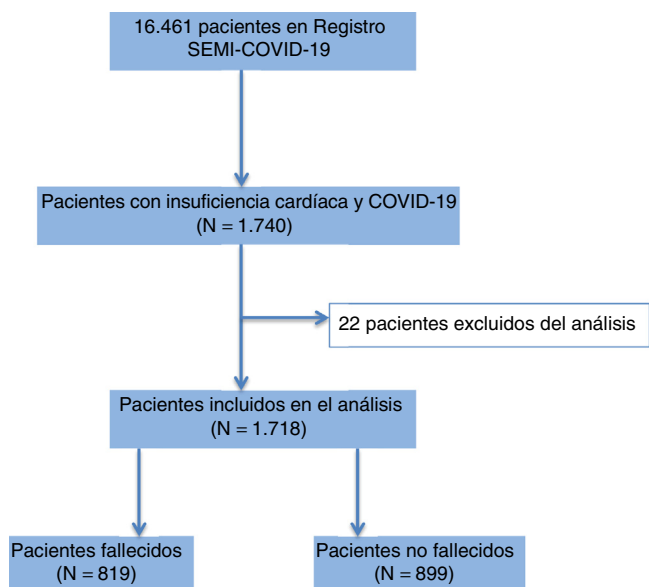 16.461 pacientes en Registro
SEMI-COVID-19
Pacientes con insuficiencia cardíaca y COVID-19
(N = 1.740)
22 pacientes excluidos del análisis
Pacientes incluidos en el análisis
(N = 1.718)
Pacientes fallecidos
(N = 819)
Pacientes no fallecidos
(N = 899)